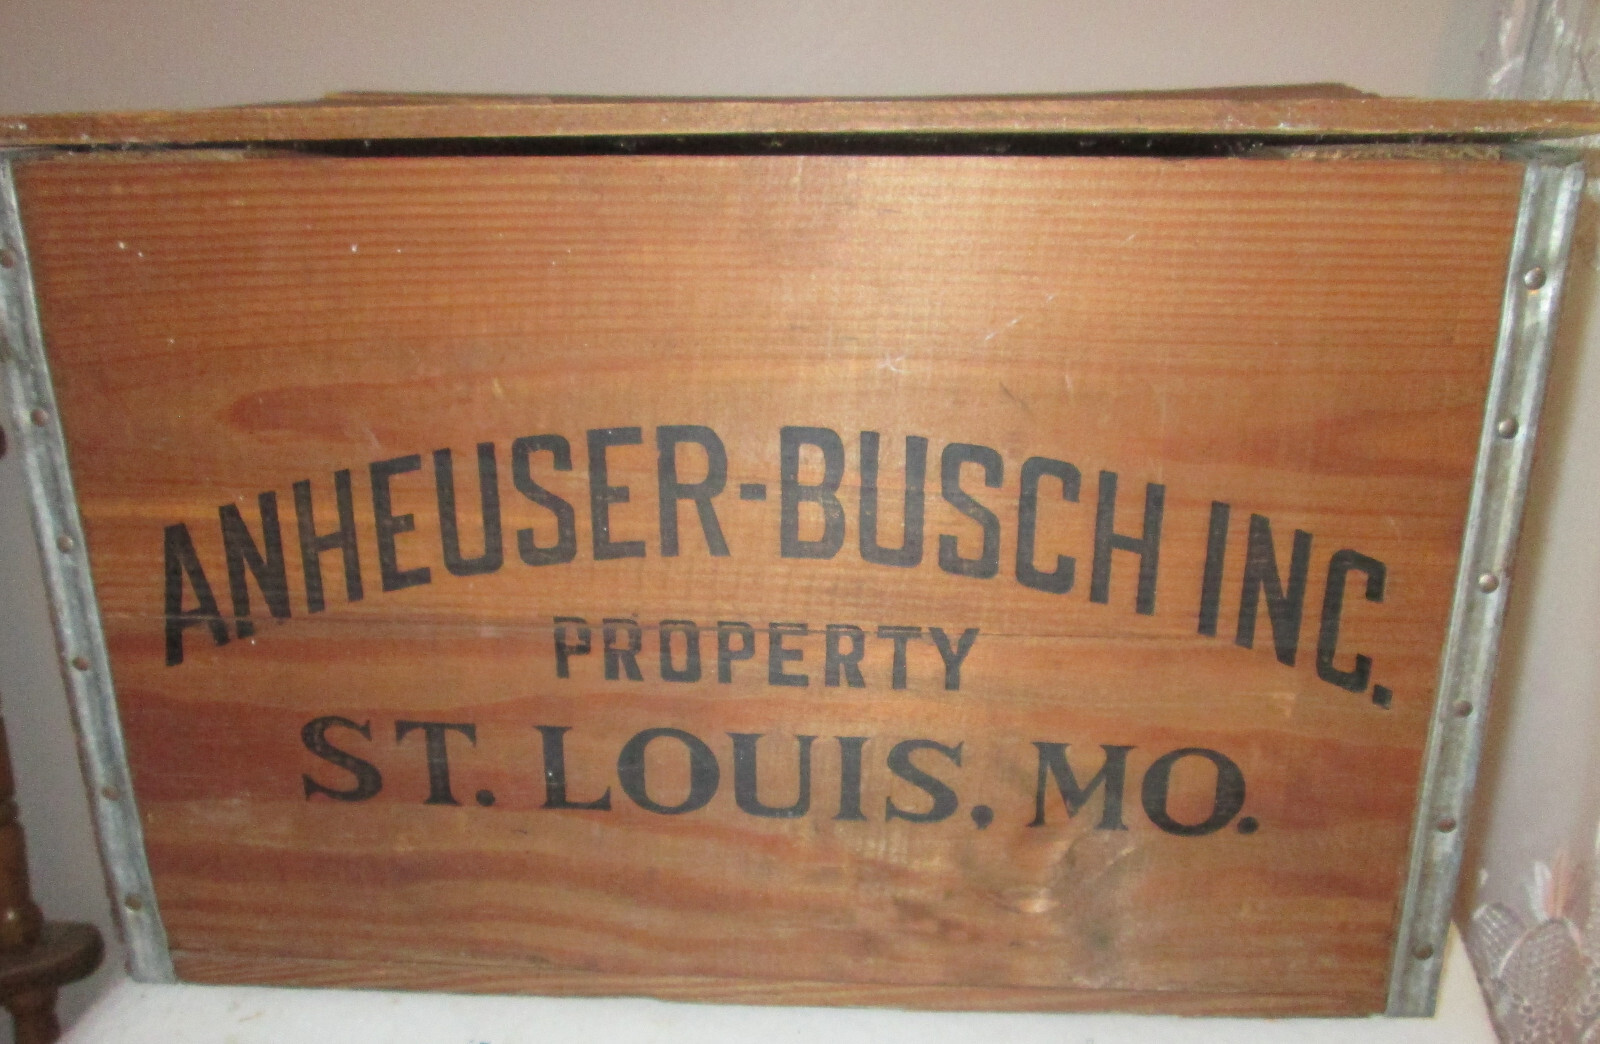 ANHEUSER-BUSCH INC.
PROPERTY
ST. LOUIS, MO.